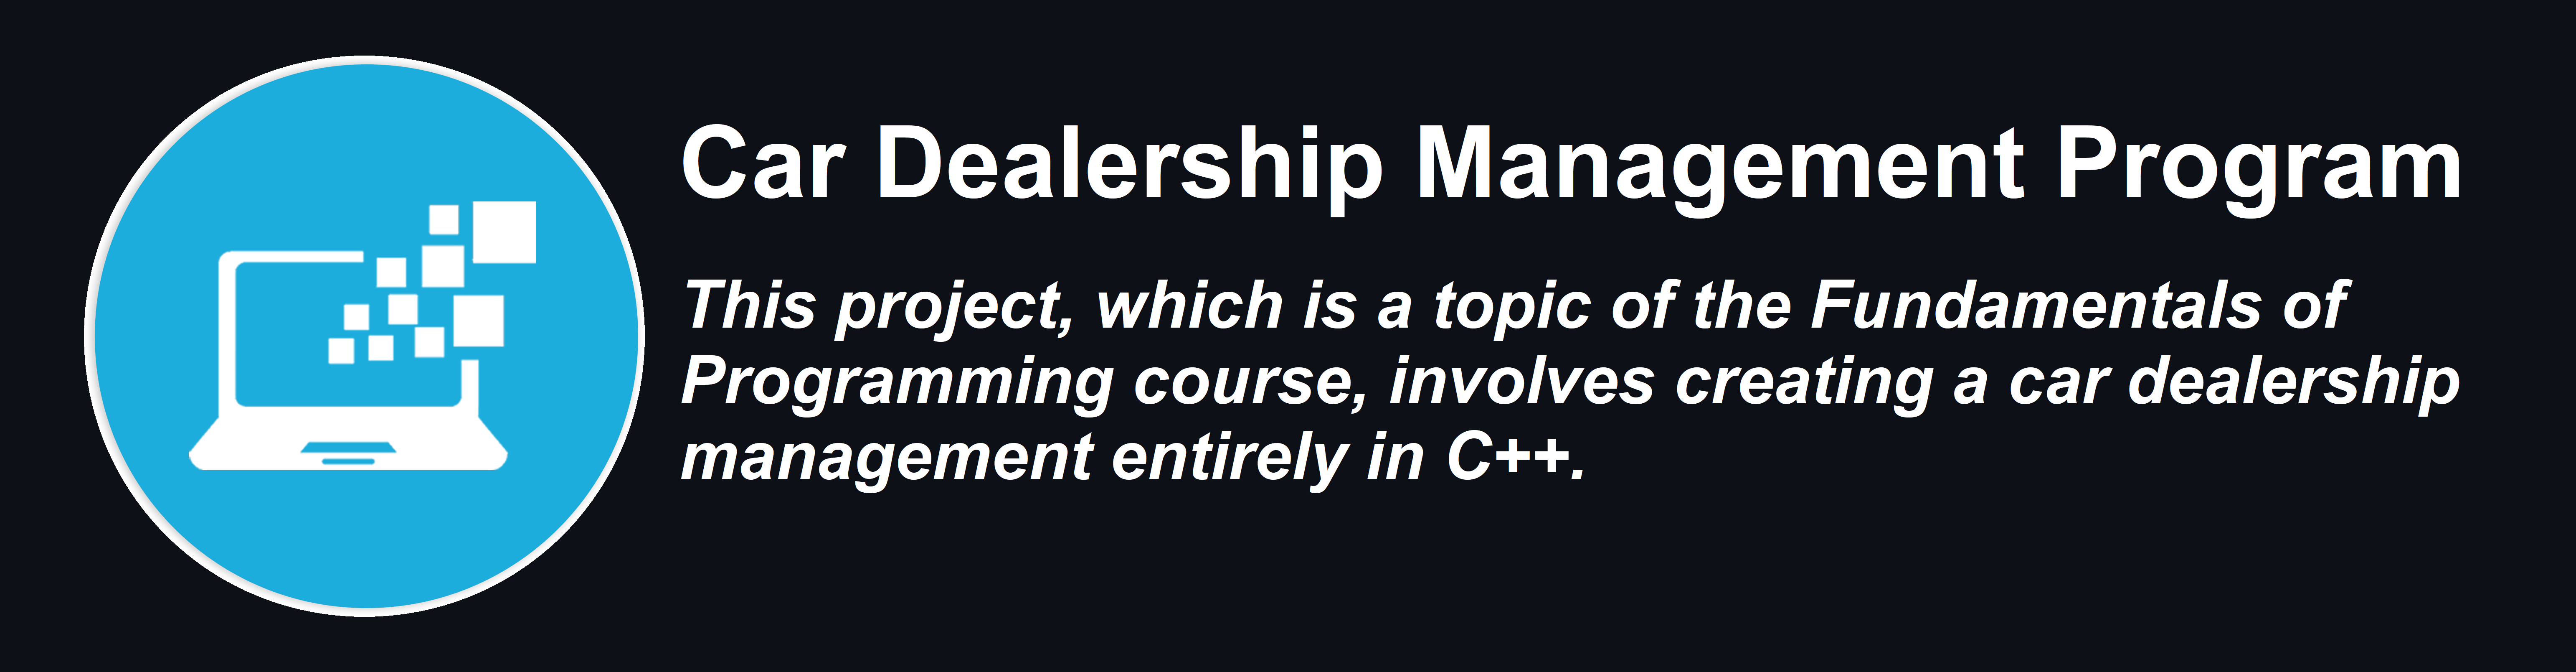 Car Dealership Management Program
This project, which is a topic of the Fundamentals of
Programming course, involves creating a car dealership
management entirely in C++.